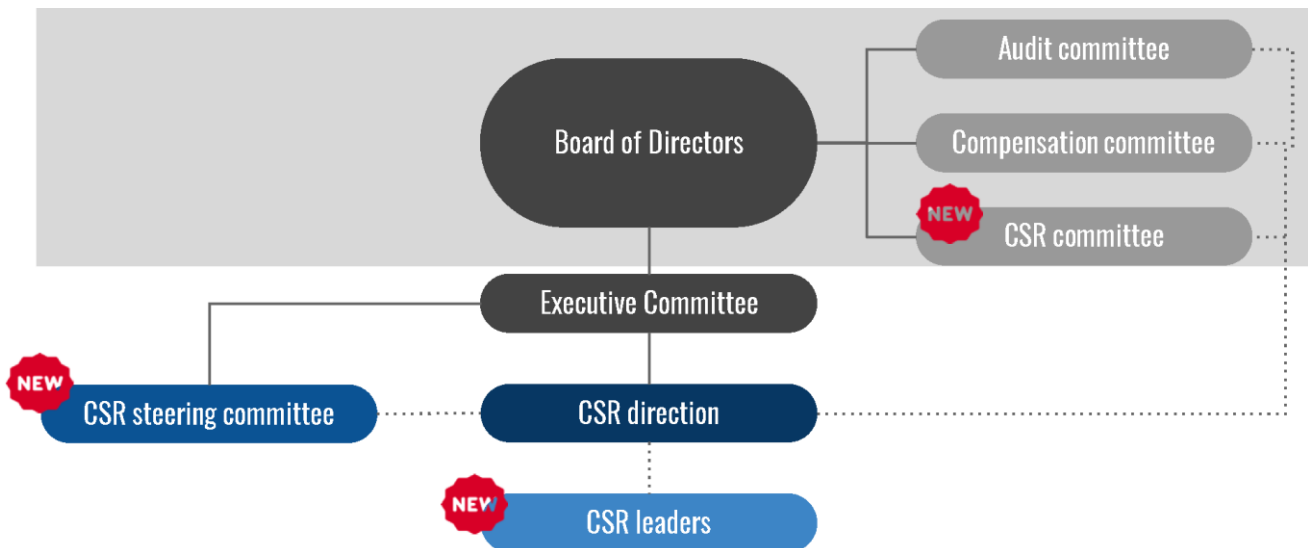 Audit committee
Board of Directors
Compensation committee
NEW
CSR committee
Executive Committee
NEW
CSR steering committee
CSR direction
NEW
CSR leaders